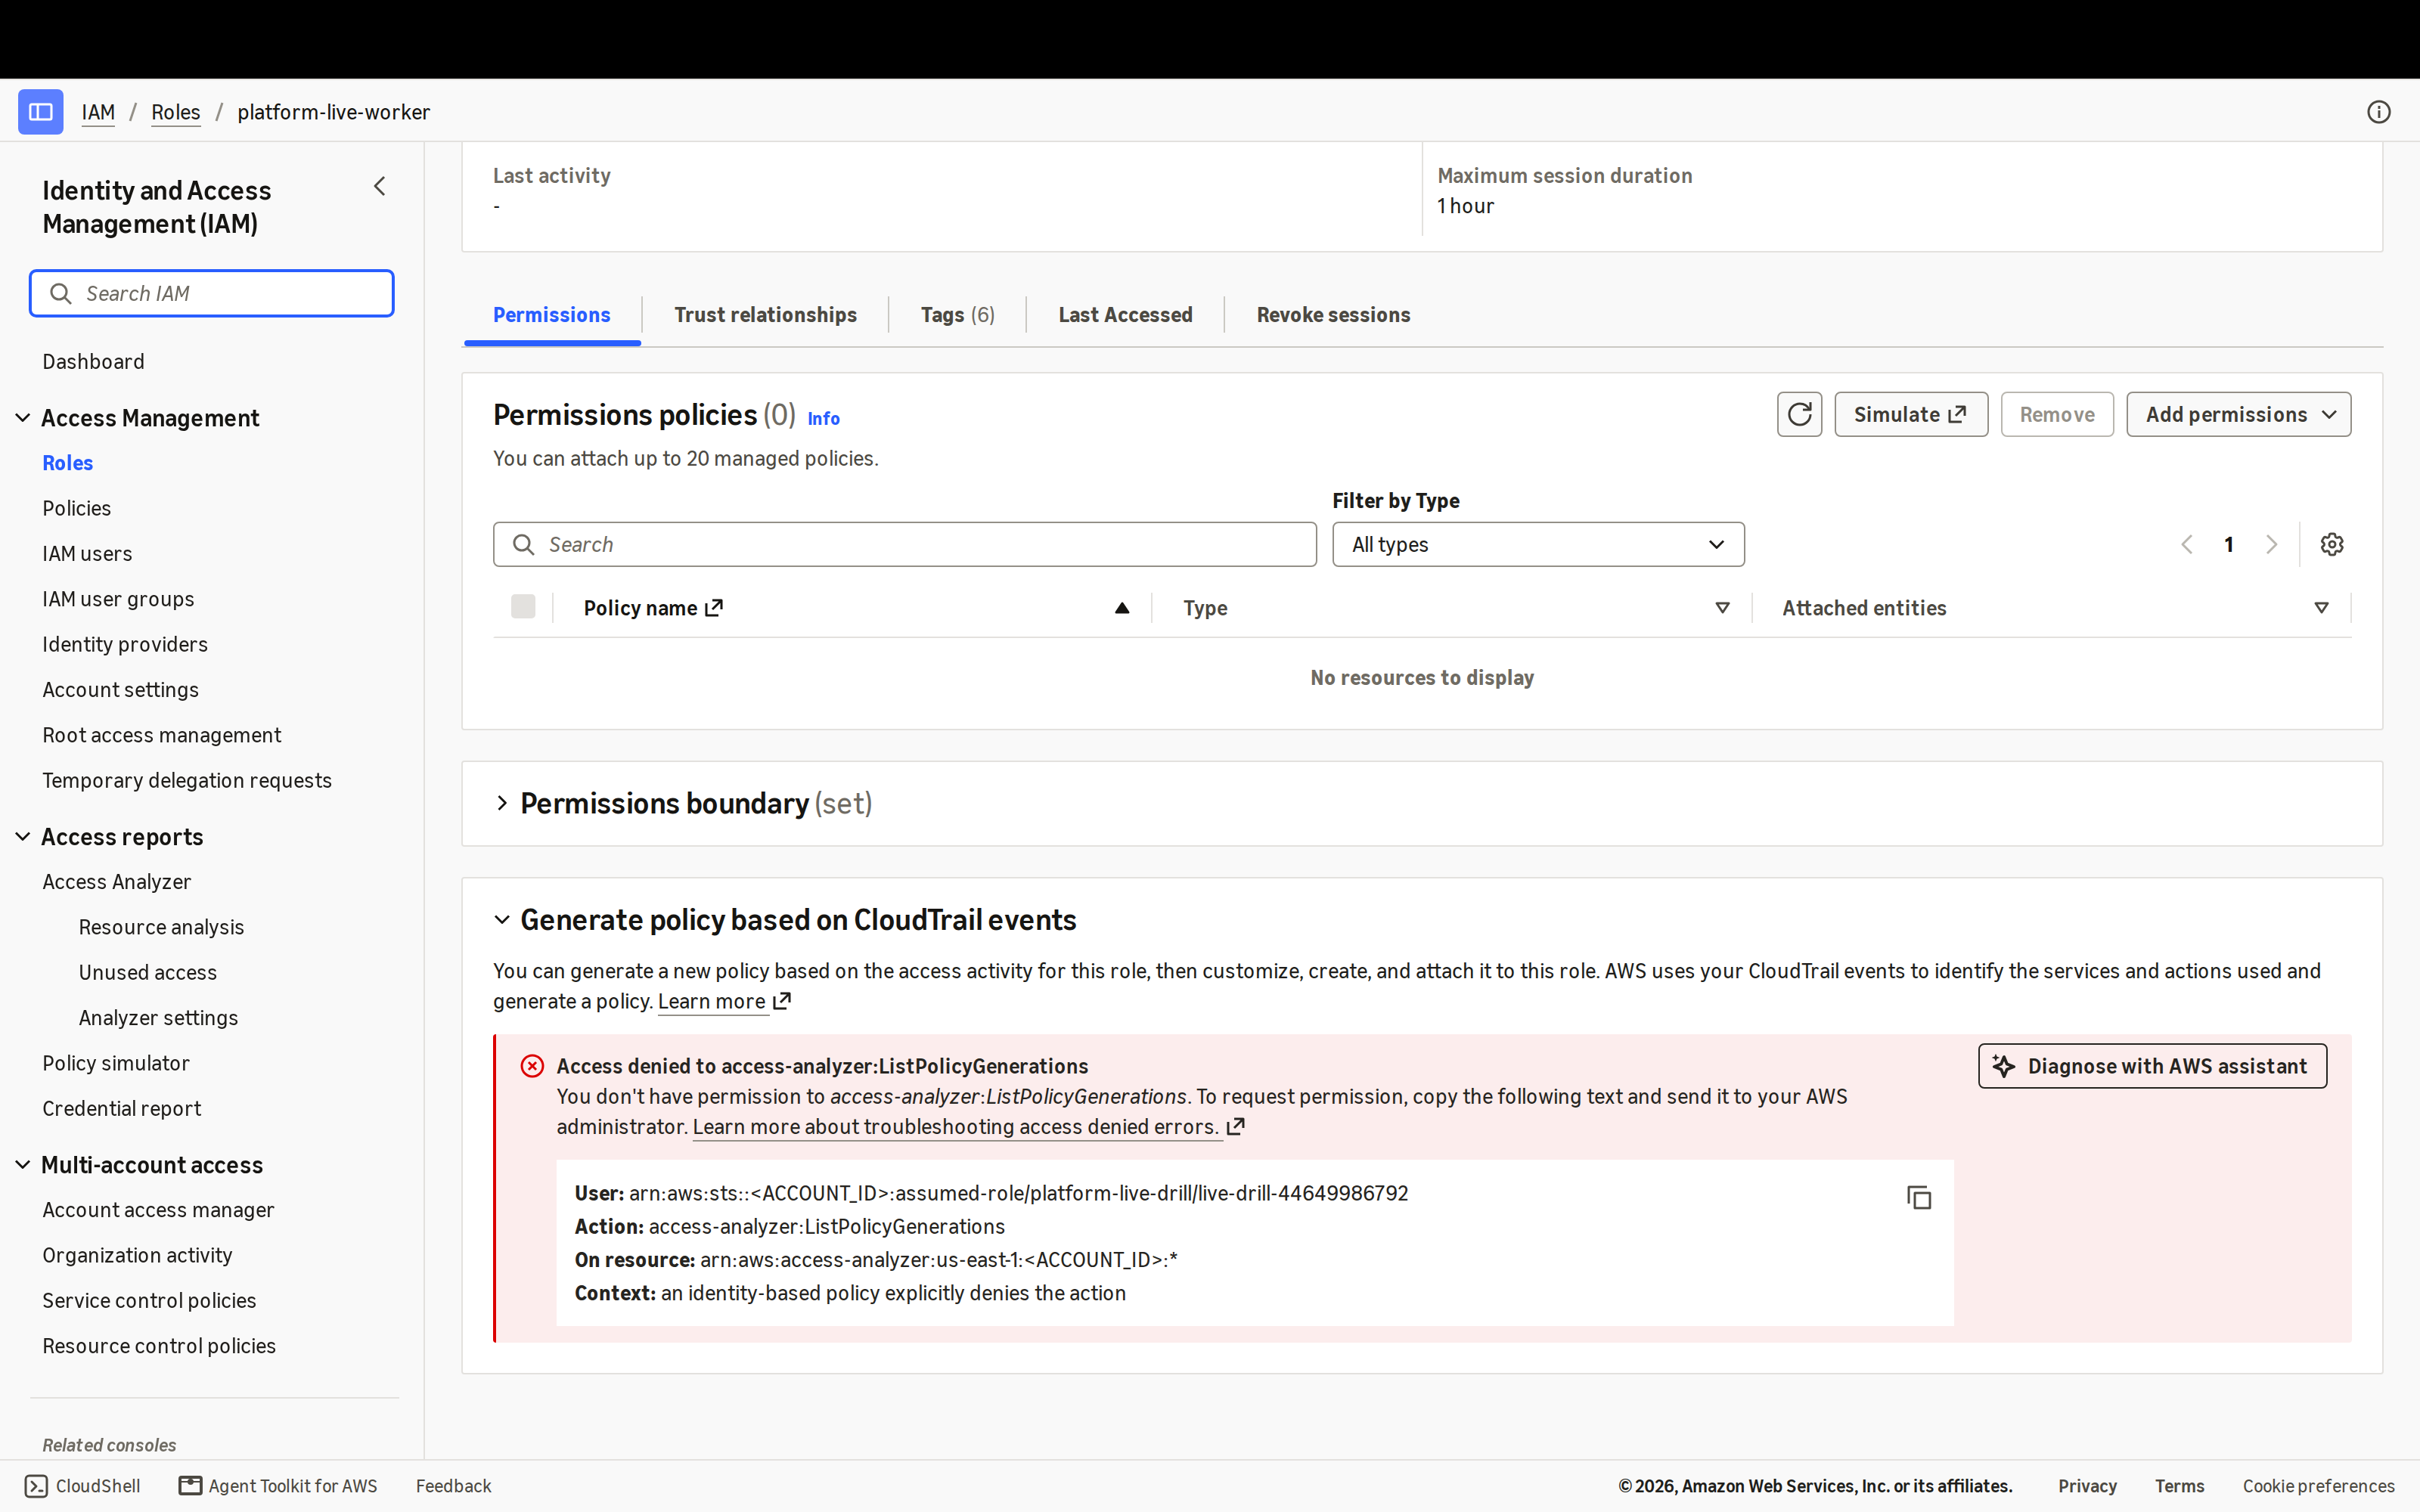 IAM / Roles / platform-live-worker
Identity and Access
Management (IAM)
Search IAM
Dashboard
Access Management
Roles
Policies
IAM users
IAM user groups
Identity providers
Account settings
Root access management
Temporary delegation requests
Access reports
Access Analyzer
Resource analysis
Unused access
Analyzer settings
Policy simulator
Credential report
Multi-account access
Account access manager
Organization activity
Service control policies
Resource control policies
Related consoles
Last activity
-
Maximum session duration
1 hour
Permissions
Trust relationships
Tags (6)
Last Accessed
Revoke sessions
Permissions policies (0) Info
You can attach up to 20 managed policies.
Simulate
Remove
Add permissions
Filter by Type
Search
All types
1
Policy name
Type
Attached entities
No resources to display
Permissions boundary (set)
Generate policy based on CloudTrail events
You can generate a new policy based on the access activity for this role, then customize, create, and attach it to this role. AWS uses your CloudTrail events to identify the services and actions used and
generate a policy. Learn more
Access denied to access-analyzer:ListPolicyGenerations
You don't have permission to access-analyzer:ListPolicyGenerations. To request permission, copy the following text and send it to your AWS
administrator. Learn more about troubleshooting access denied errors.
Diagnose with AWS assistant
User: arn:aws:sts::<ACCOUNT_ID>:assumed-role/platform-live-drill/live-drill-44649986792
Action: access-analyzer:ListPolicyGenerations
On resource: arn:aws:access-analyzer:us-east-1:<ACCOUNT_ID>:*
Context: an identity-based policy explicitly denies the action
CloudShell
Agent Toolkit for AWS
Feedback
© 2026, Amazon Web Services, Inc. or its affiliates.
Privacy
Terms
Cookie preferences